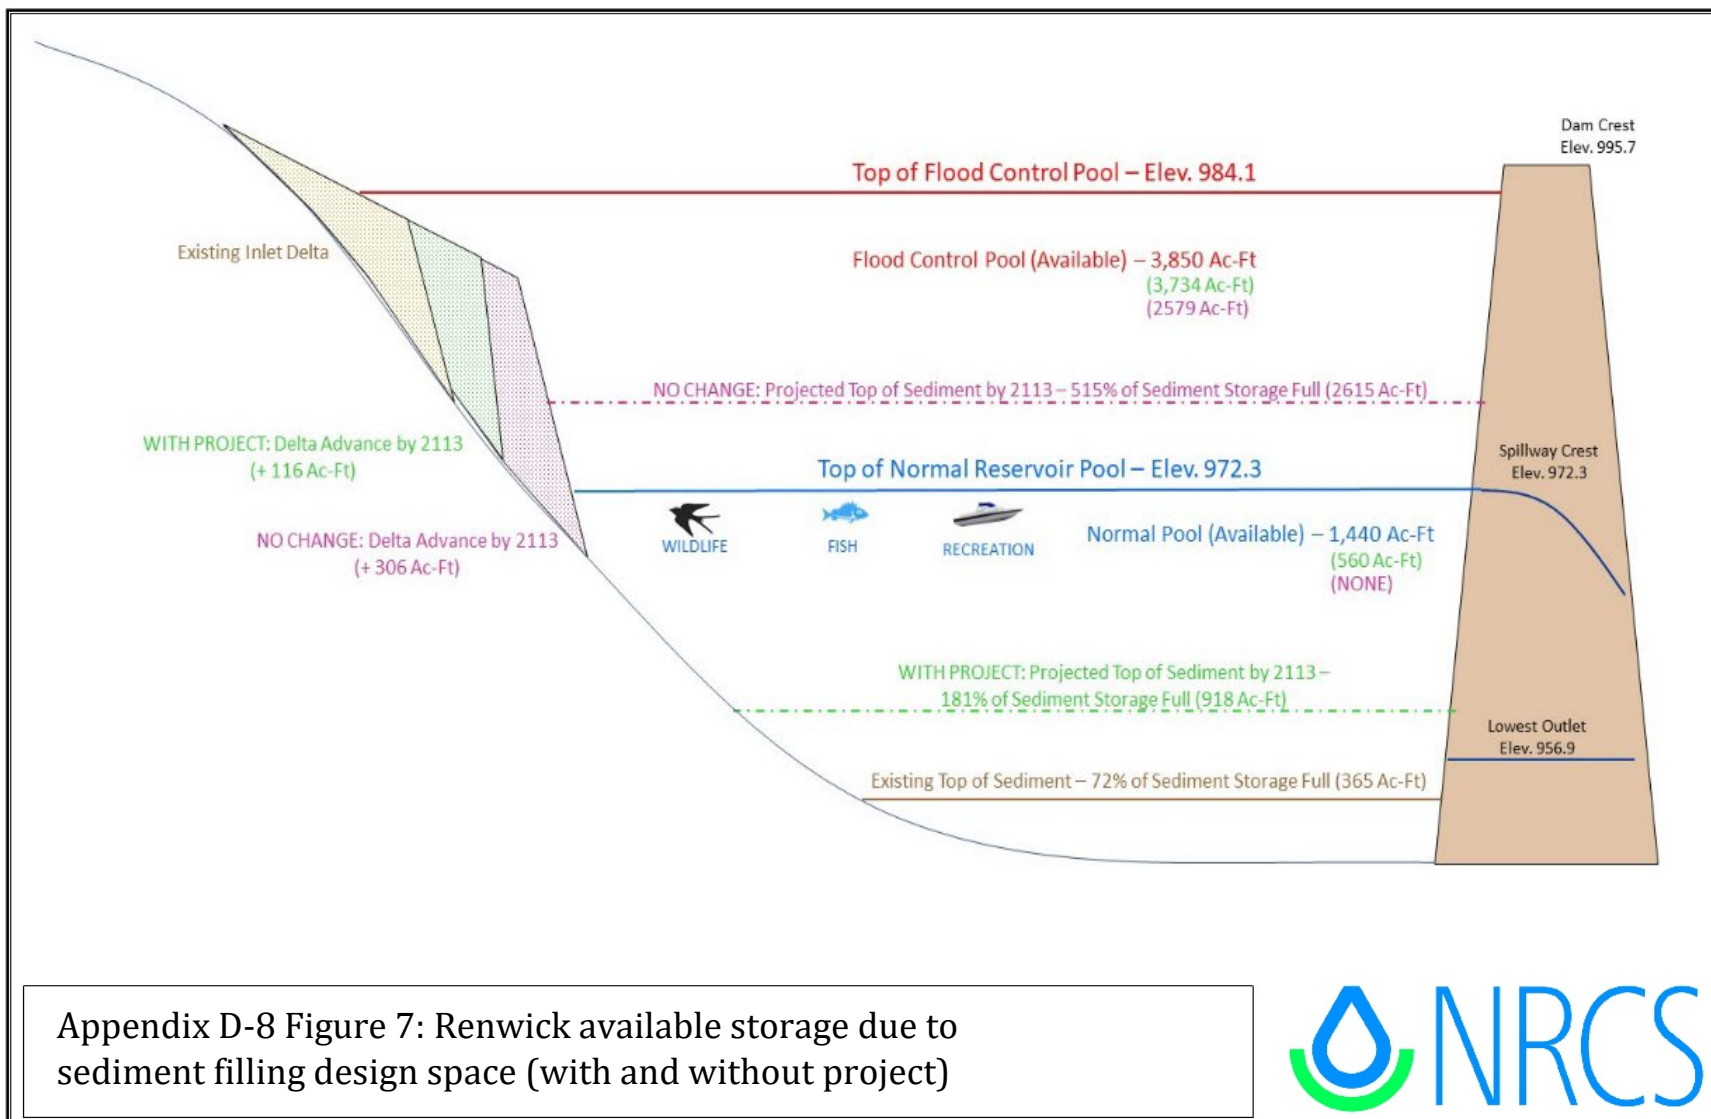 Dam Crest
Elev. 995.7
Top of Flood Control Pool – Elev. 984.1
Existing Inlet Delta
Flood Control Pool (Available) – 3,850 Ac-Ft
(3,734 Ac-Ft)
(2579 Ac-Ft)
NO CHANGE: Projected Top of Sediment by 2113 – 515% of Sediment Storage Full (2615 Ac-Ft)
WITH PROJECT: Delta Advance by 2113
(+ 116 Ac-Ft)
Top of Normal Reservoir Pool – Elev. 972.3
Spillway Crest
Elev. 972.3
NO CHANGE: Delta Advance by 2113
(+ 306 Ac-Ft)
WILDLIFE
FISH
RECREATION
Normal Pool (Available) – 1,440 Ac-Ft
(560 Ac-Ft)
(NONE)
WITH PROJECT: Projected Top of Sediment by 2113 –
181% of Sediment Storage Full (918 Ac-Ft)
Lowest Outlet
Elev. 956.9
Existing Top of Sediment – 72% of Sediment Storage Full (365 Ac-Ft)
Appendix D-8 Figure 7: Renwick available storage due to
sediment filling design space (with and without project)
NRCS